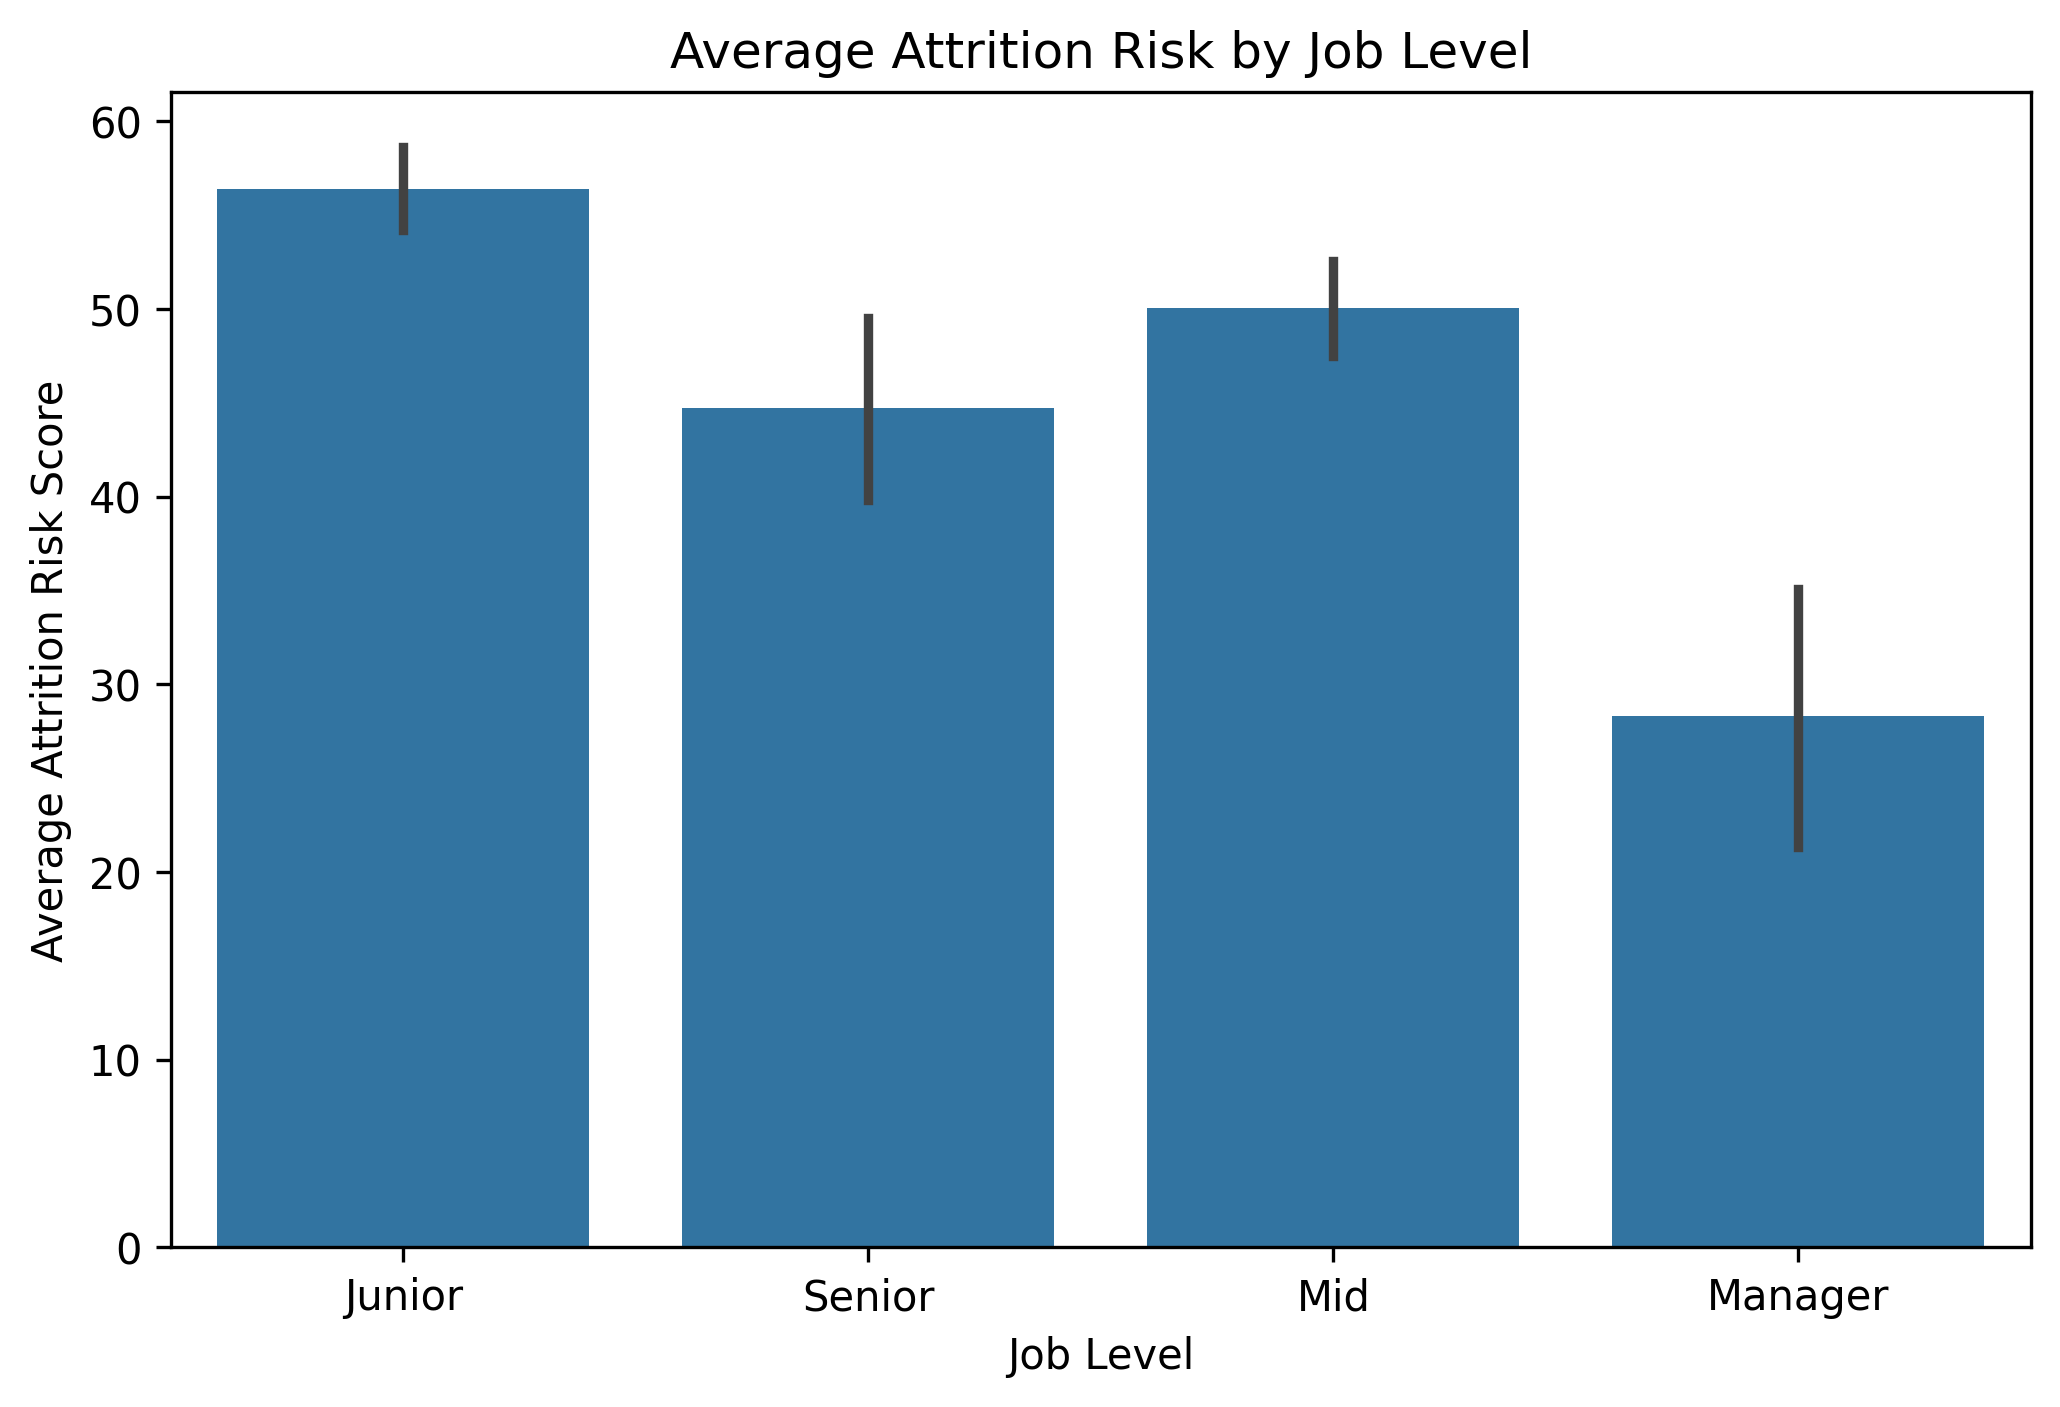 Average Attrition Risk by Job Level
Average Attrition Risk Score
60
50
40
30
20
10
0
Junior
Senior
Mid
Manager
Job Level